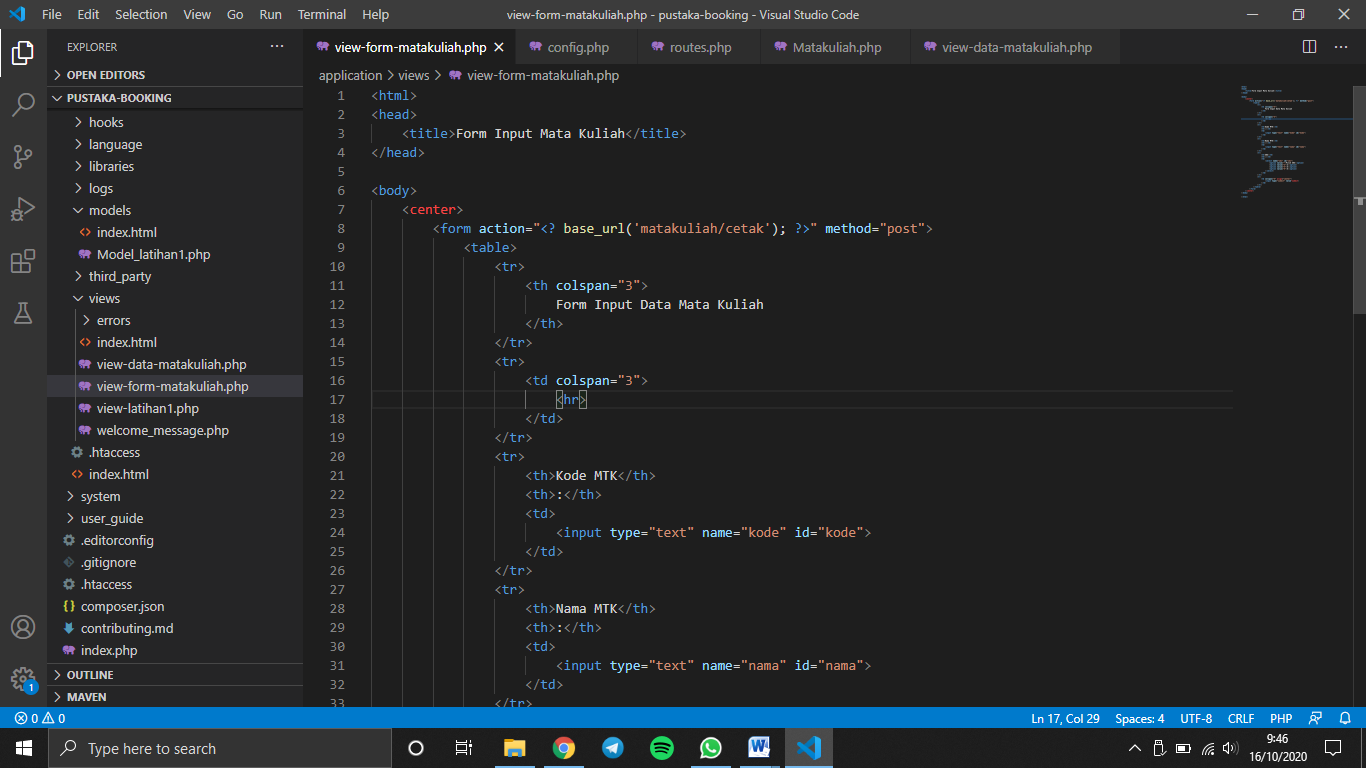 File Edit Selection View Go Run Terminal Help
view-form-matakuliah.php - pustaka-booking - Visual Studio Code
EXPLORER
OPEN EDITORS
PUSTAKA-BOOKING
hooks
language
libraries
logs
models
index.html
Model_latihan1.php
third_party
views
errors
index.html
view-data-matakuliah.php
view-form-matakuliah.php
view-latihan1.php
welcome_message.php
.htaccess
index.html
system
user_guide
.editorconfig
.gitignore
.htaccess
composer.json
contributing.md
index.php
OUTLINE
MAVEN
1
view-form-matakuliah.php config.php routes.php Matakuliah.php view-data-matakuliah.php
application > views > view-form-matakuliah.php
1 <html>
2 <head>
3 <title>Form Input Mata Kuliah</title>
4 </head>
5
6 <body>
7 <center>
8 <form action="<? base_url('matakuliah/cetak'); ?>" method="post">
9 <table>
10 <tr>
11 <th colspan="3">
12 Form Input Data Mata Kuliah
13 </th>
14 </tr>
15 <tr>
16 <td colspan="3">
17 <hr>
18 </td>
19 </tr>
20 <tr>
21 <th>Kode MTK</th>
22 <th>:</th>
23 <td>
24 <input type="text" name="kode" id="kode">
25 </td>
26 </tr>
27 <tr>
28 <th>Nama MTK</th>
29 <th>:</th>
30 <td>
31 <input type="text" name="nama" id="nama">
32 </td>
33 </tr>
0 0 Ln 17, Col 29 Spaces: 4 UTF-8 CRLF PHP
Type here to search
9:46
16/10/2020